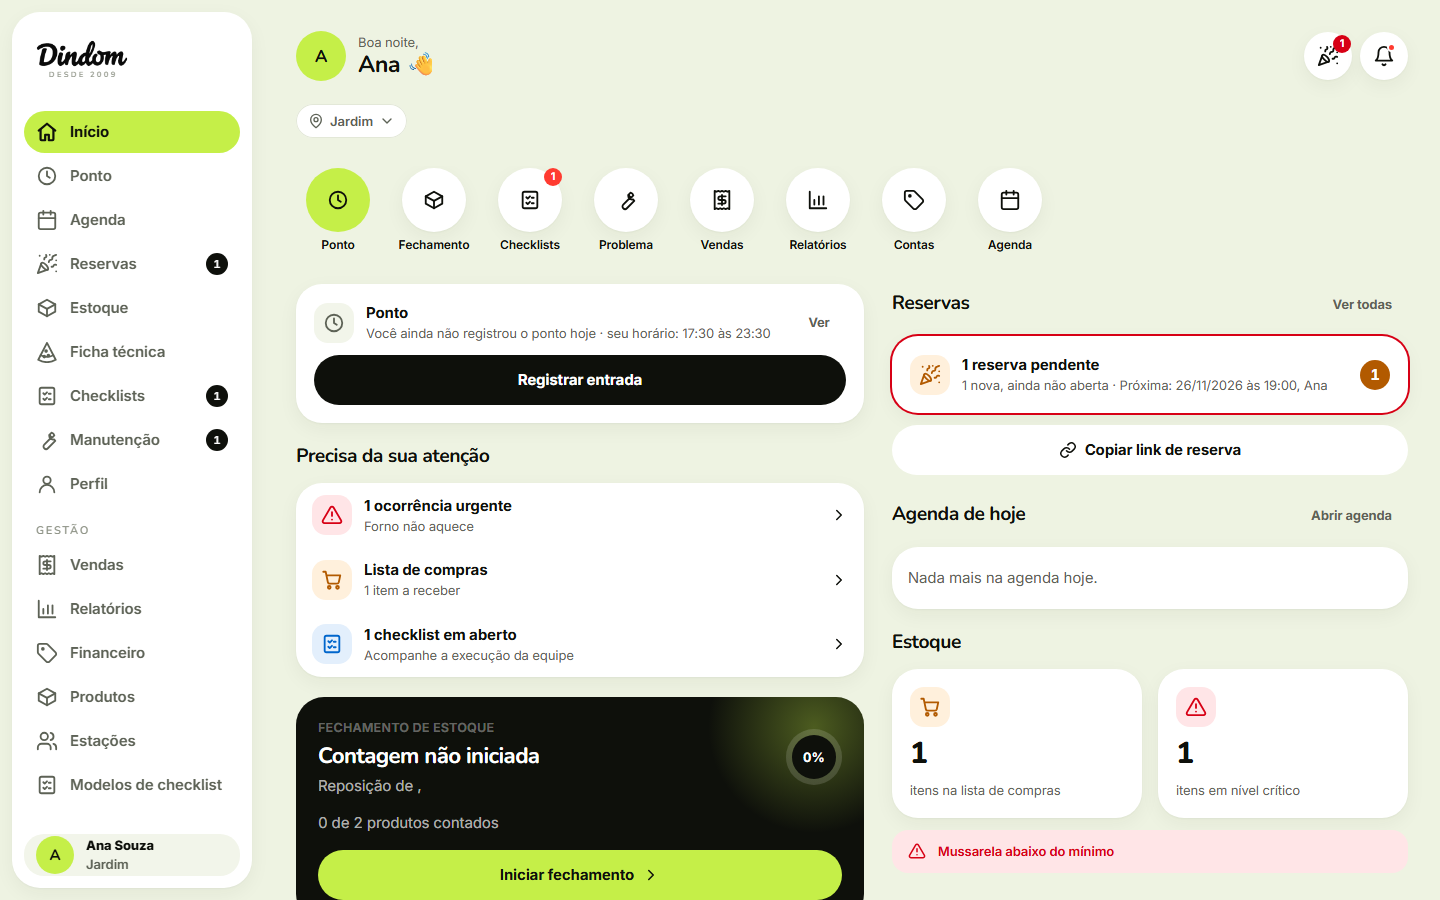 Dindom
DESDE 2009
Início
Ponto
Agenda
Reservas 1
Estoque
Ficha técnica
Checklists 1
Manutenção 1
Perfil
GESTÃO
Vendas
Relatórios
Financeiro
Produtos
Estações
Modelos de checklist
A
Ana Souza
Jardim
A
Boa noite,
Ana 👋
1
Jardim
1
Ponto
Fechamento
Checklists
Problema
Vendas
Relatórios
Contas
Agenda
Ponto
Você ainda não registrou o ponto hoje · seu horário: 17:30 às 23:30
Ver
Registrar entrada
Precisa da sua atenção
1 ocorrência urgente
Forno não aquece
Lista de compras
1 item a receber
1 checklist em aberto
Acompanhe a execução da equipe
FECHAMENTO DE ESTOQUE
Contagem não iniciada
Reposição de ,
0%
0 de 2 produtos contados
Iniciar fechamento
Reservas
Ver todas
1 reserva pendente
1 nova, ainda não aberta · Próxima: 26/11/2026 às 19:00, Ana
1
Copiar link de reserva
Agenda de hoje
Abrir agenda
Nada mais na agenda hoje.
Estoque
1
itens na lista de compras
1
itens em nível crítico
Mussarela abaixo do mínimo